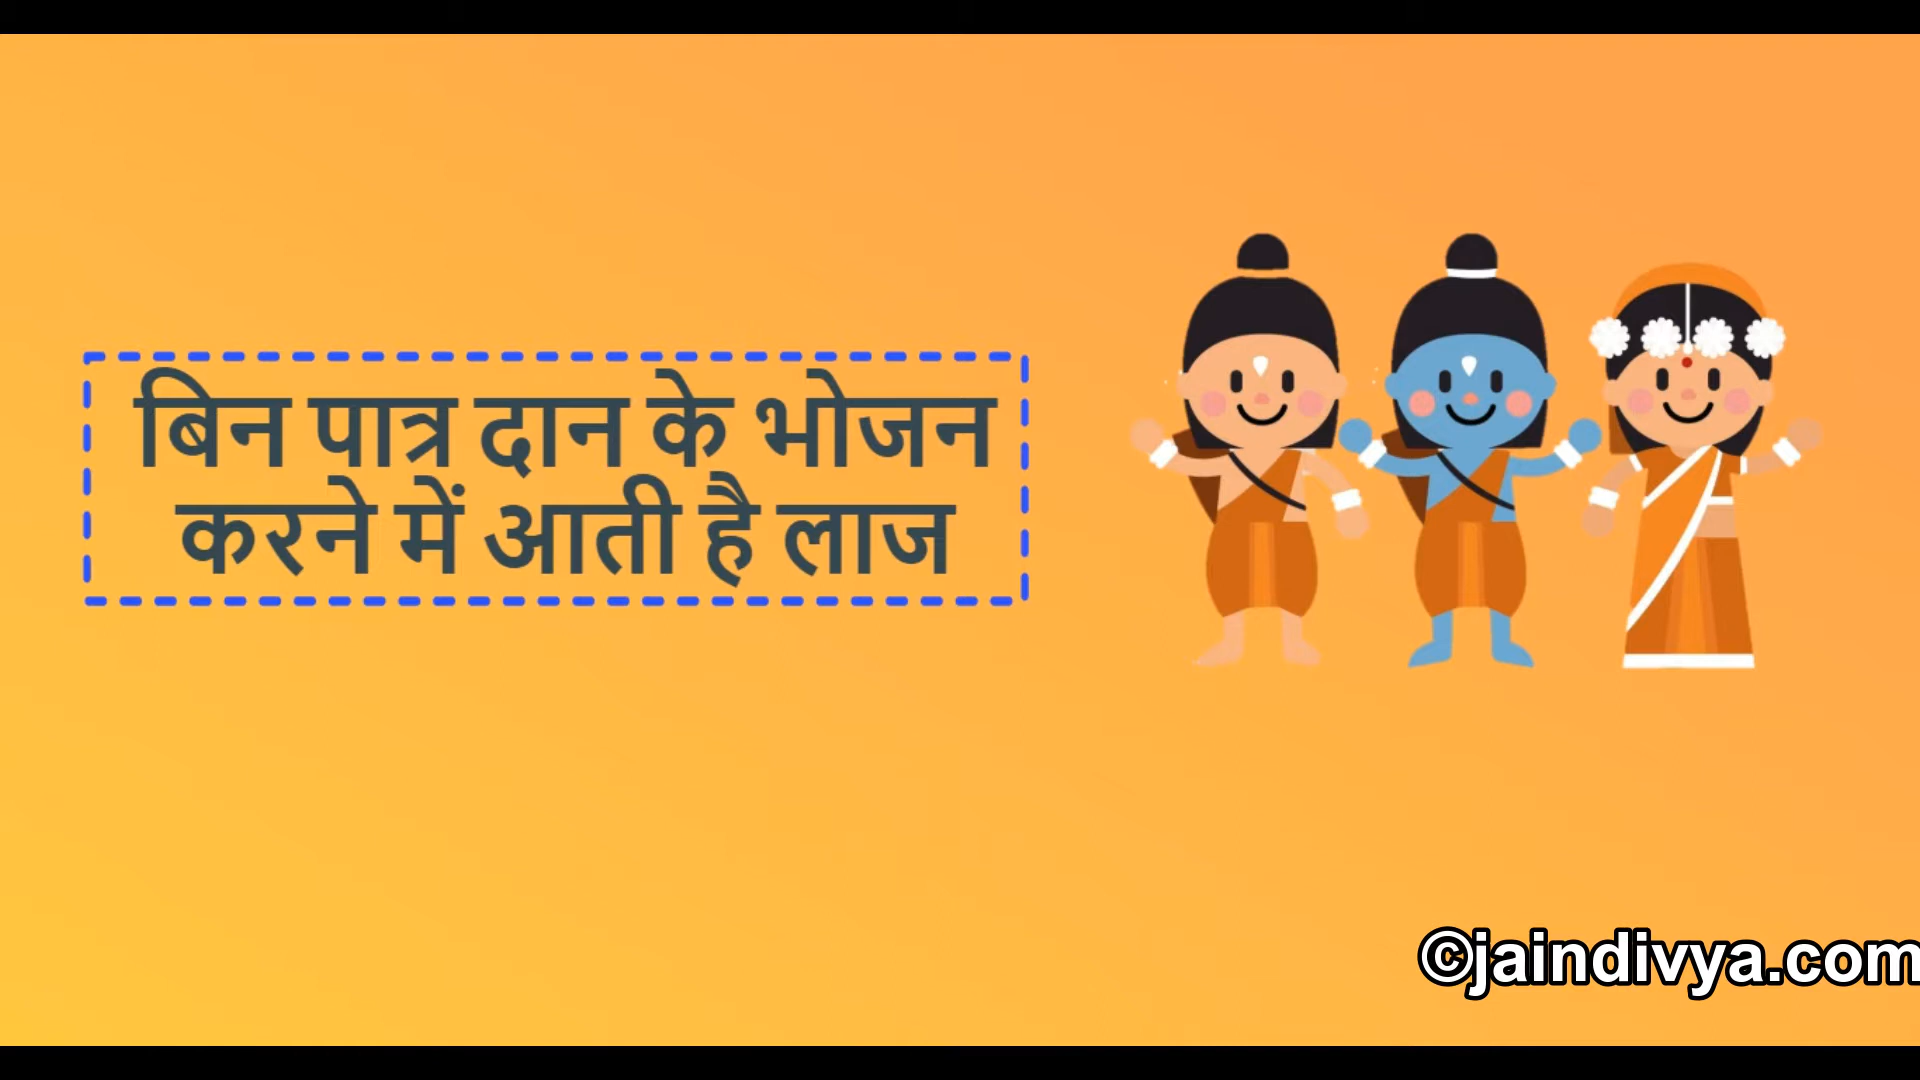 बिन पात्र दान के भोजन
करने में आती है लाज
©jaindivya.com